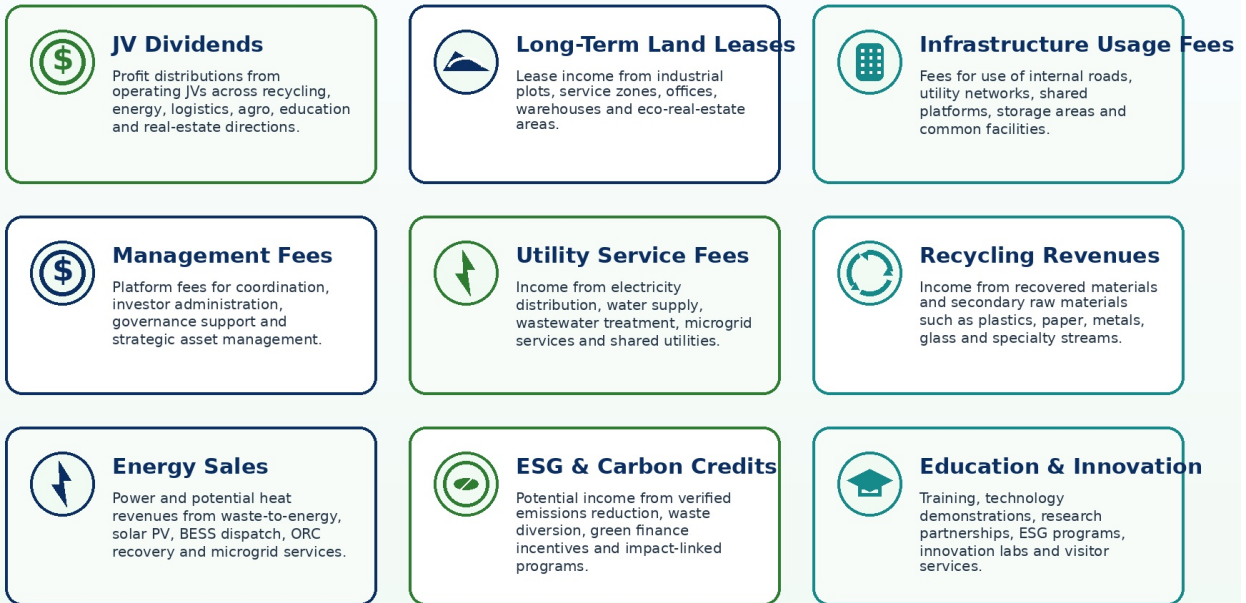 JV Dividends
Profit distributions from
operating JVs across recycling,
energy, logistics, agro, education
and real-estate directions.
Long-Term Land Leases
Lease income from industrial
plots, service zones, offices,
warehouses and eco-real-estate
areas.
Infrastructure Usage Fees
Fees for use of internal roads,
utility networks, shared
platforms, storage areas and
common facilities.
Management Fees
Platform fees for coordination,
investor administration,
governance support and
strategic asset management.
Utility Service Fees
Income from electricity
distribution, water supply,
wastewater treatment, microgrid
services and shared utilities.
Recycling Revenues
Income from recovered materials
and secondary raw materials
such as plastics, paper, metals,
glass and specialty streams.
Energy Sales
Power and potential heat
revenues from waste-to-energy,
solar PV, BESS dispatch, ORC
recovery and microgrid services.
ESG & Carbon Credits
Potential income from verified
emissions reduction, waste
diversion, green finance
incentives and impact-linked
programs.
Education & Innovation
Training, technology
demonstrations, research
partnerships, ESG programs,
innovation labs and visitor
services.